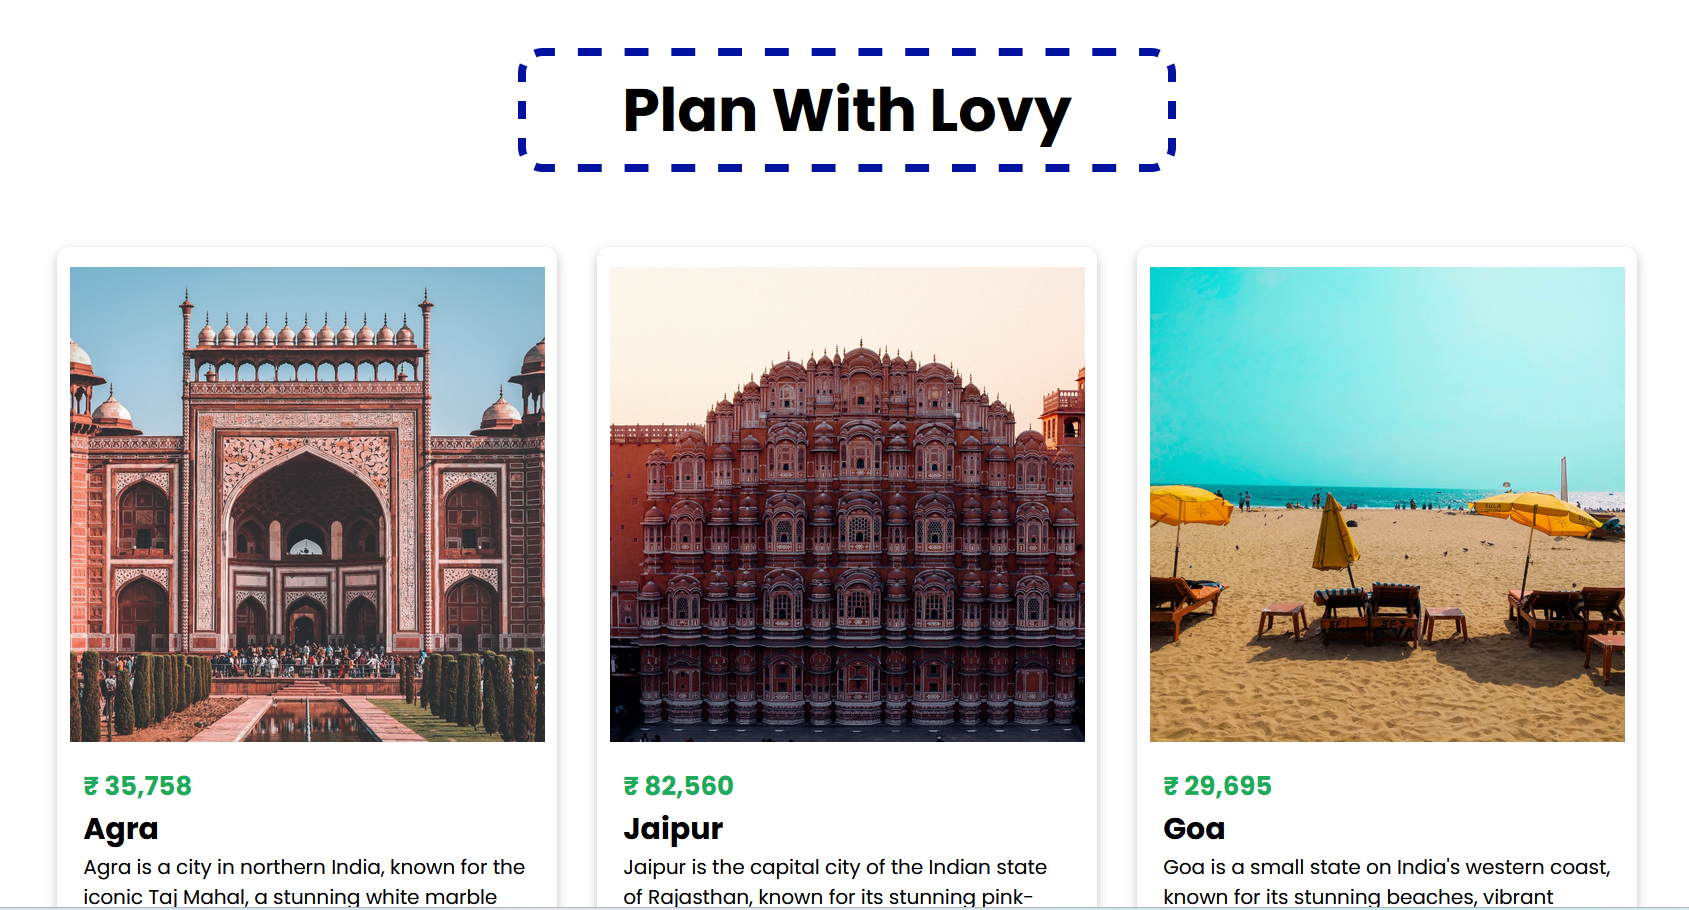 Plan With Lovy
SULA
SF-1
₹ 35,758
Agra
Agra is a city in northern India, known for the
iconic Taj Mahal, a stunning white marble
₹ 82,560
Jaipur
Jaipur is the capital city of the Indian state
of Rajasthan, known for its stunning pink-
₹ 29,695
Goa
Goa is a small state on India's western coast,
known for its stunning beaches, vibrant